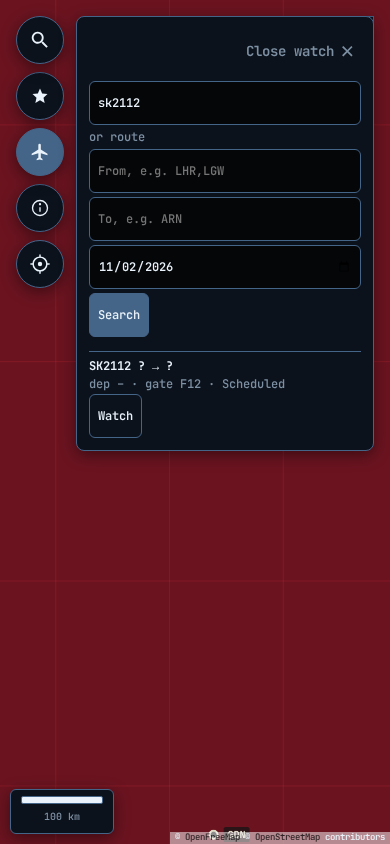 Close watch ✕
sk2112
or route
From, e.g. LHR,LGW
To, e.g. ARN
11/02/2026
Search
SK2112 ? → ?
dep – · gate F12 · Scheduled
Watch
100 km
© OpenFreeMap © OpenStreetMap contributors